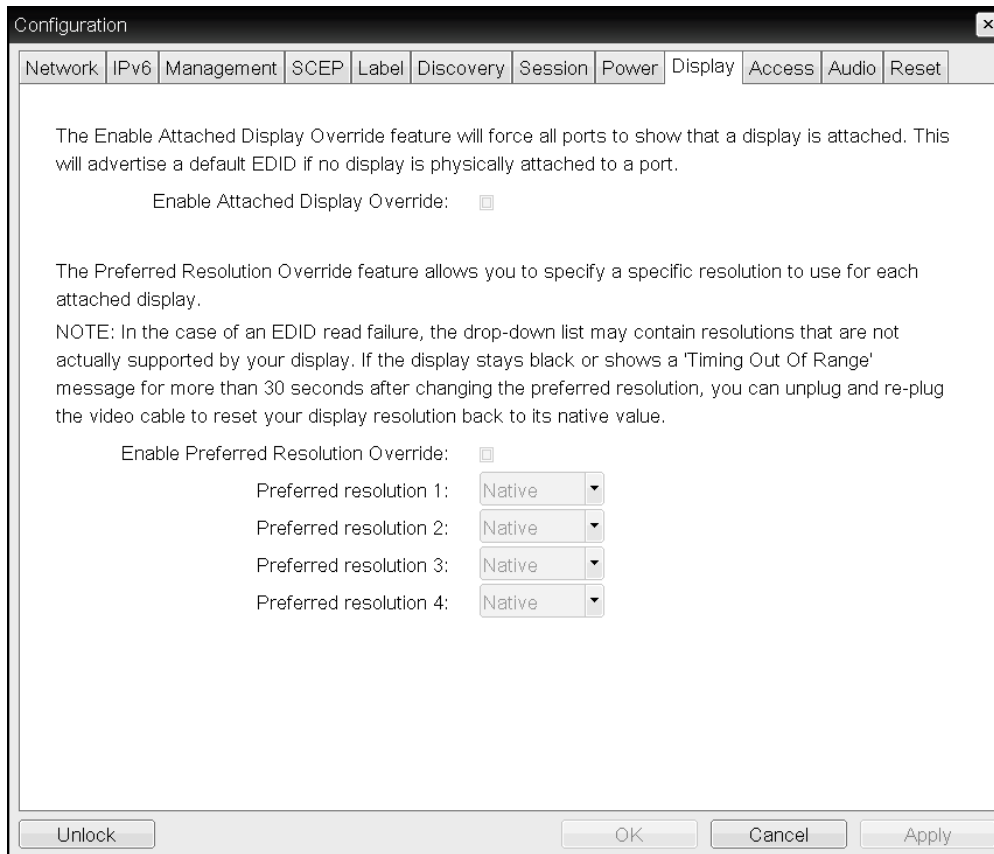 Configuration
Network IPv6 Management SCEP Label Discovery Session Power Display Access Audio Reset
The Enable Attached Display Override feature will force all ports to show that a display is attached. This
will advertise a default EDID if no display is physically attached to a port.
Enable Attached Display Override:
The Preferred Resolution Override feature allows you to specify a specific resolution to use for each
attached display.
NOTE: In the case of an EDID read failure, the drop-down list may contain resolutions that are not
actually supported by your display. If the display stays black or shows a 'Timing Out Of Range'
message for more than 30 seconds after changing the preferred resolution, you can unplug and re-plug
the video cable to reset your display resolution back to its native value.
Enable Preferred Resolution Override:
Preferred resolution 1: Native
Preferred resolution 2: Native
Preferred resolution 3: Native
Preferred resolution 4: Native
Unlock OK Cancel Apply